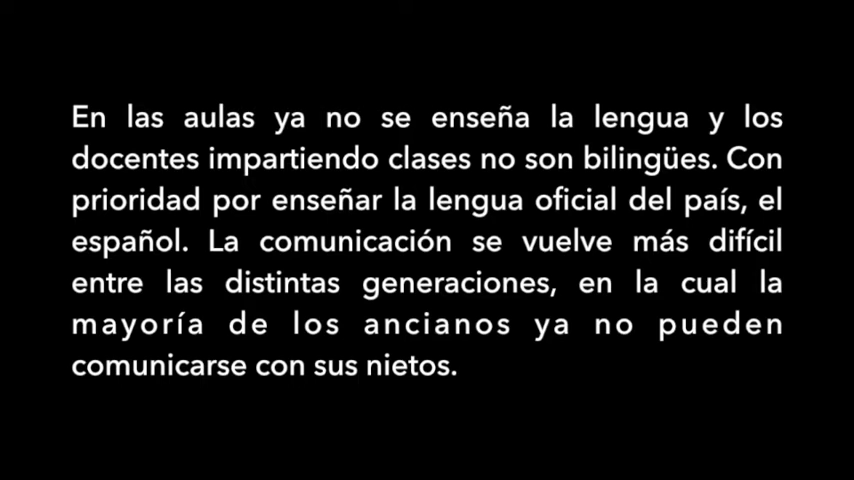 En las aulas ya no se enseña la lengua y los
docentes impartiendo clases no son bilingües. Con
prioridad por enseñar la lengua oficial del país, el
español. La comunicación se vuelve más difícil
entre las distintas generaciones, en la cual la
mayoría de los ancianos ya no pueden
comunicarse con sus nietos.